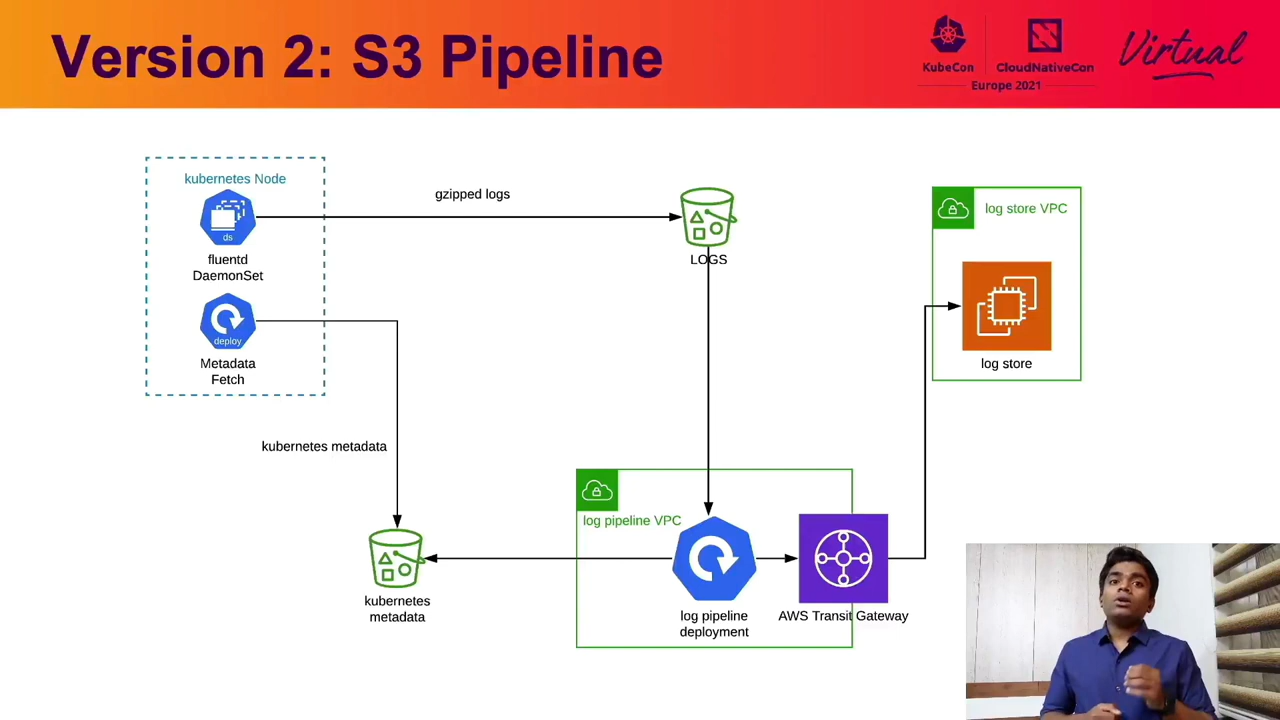 Version 2: S3 Pipeline
KubeCon
CloudNativeCon
Europe 2021
Virtual
kubernetes Node
ds
fluentd
DaemonSet
deploy
Metadata
Fetch
gzipped logs
LOGS
log store VPC
log store
kubernetes metadata
kubernetes
metadata
log pipeline VPC
log pipeline
deployment
AWS Transit Gateway